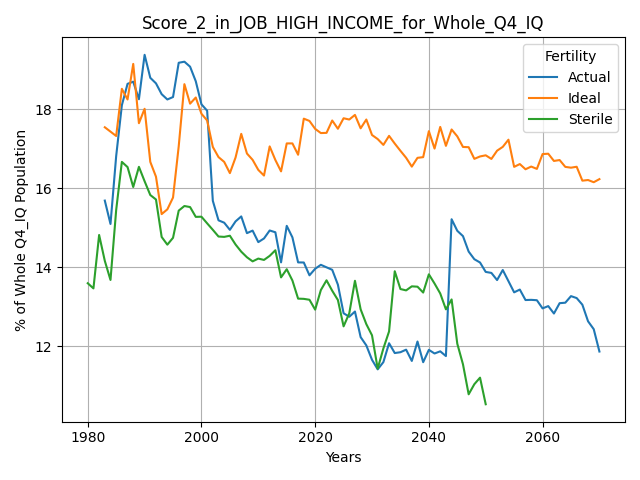 Score_2_in_JOB_HIGH_INCOME_for_Whole_Q4_IQ
Fertility
Actual
Ideal
Sterile
% of Whole Q4_IQ Population
18
16
14
12
1980
2000
2020
2040
2060
Years